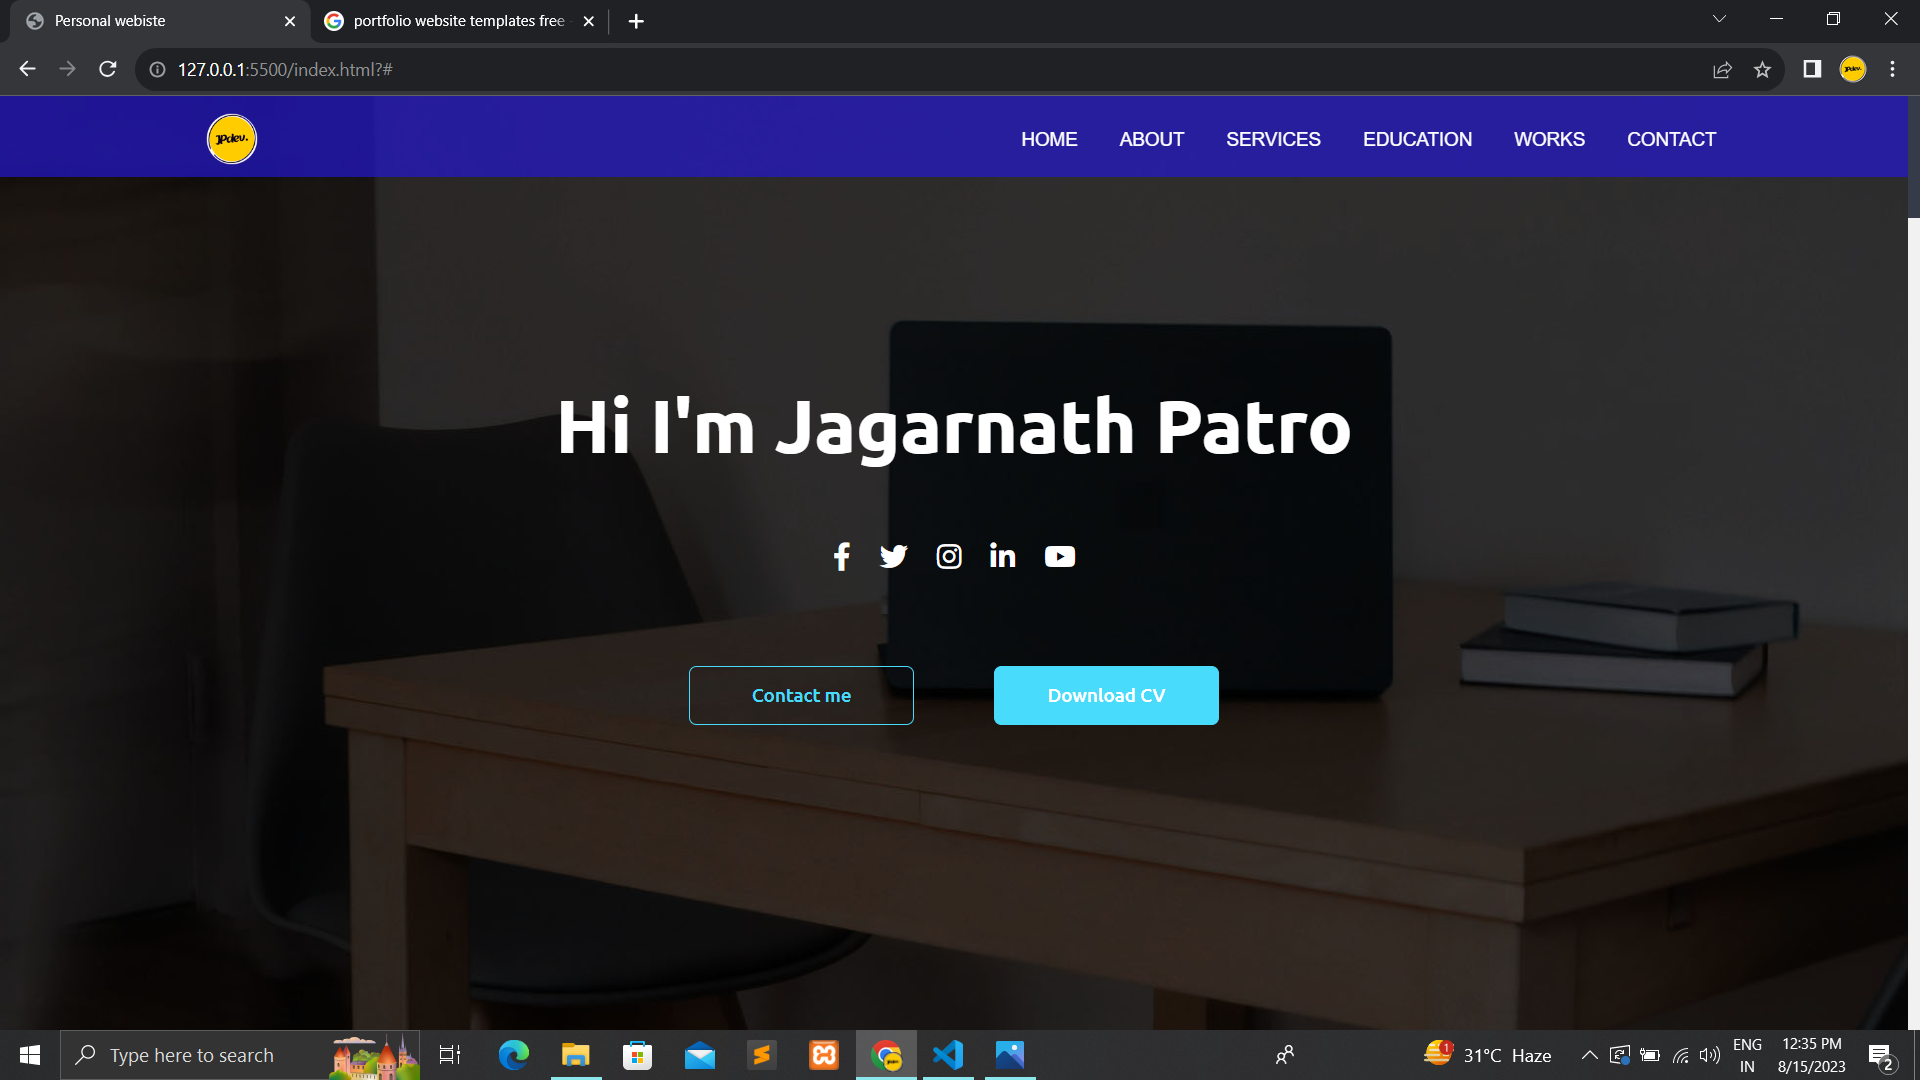 Personal webiste
portfolio website templates free
127.0.0.1:5500/index.html?#
JPdev.
JPdev.
HOME ABOUT SERVICES EDUCATION WORKS CONTACT
Hi I'm Jagarnath Patro
Contact me
Download CV
Type here to search
1
31°C Haze
ENG
IN
12:35 PM
8/15/2023
2